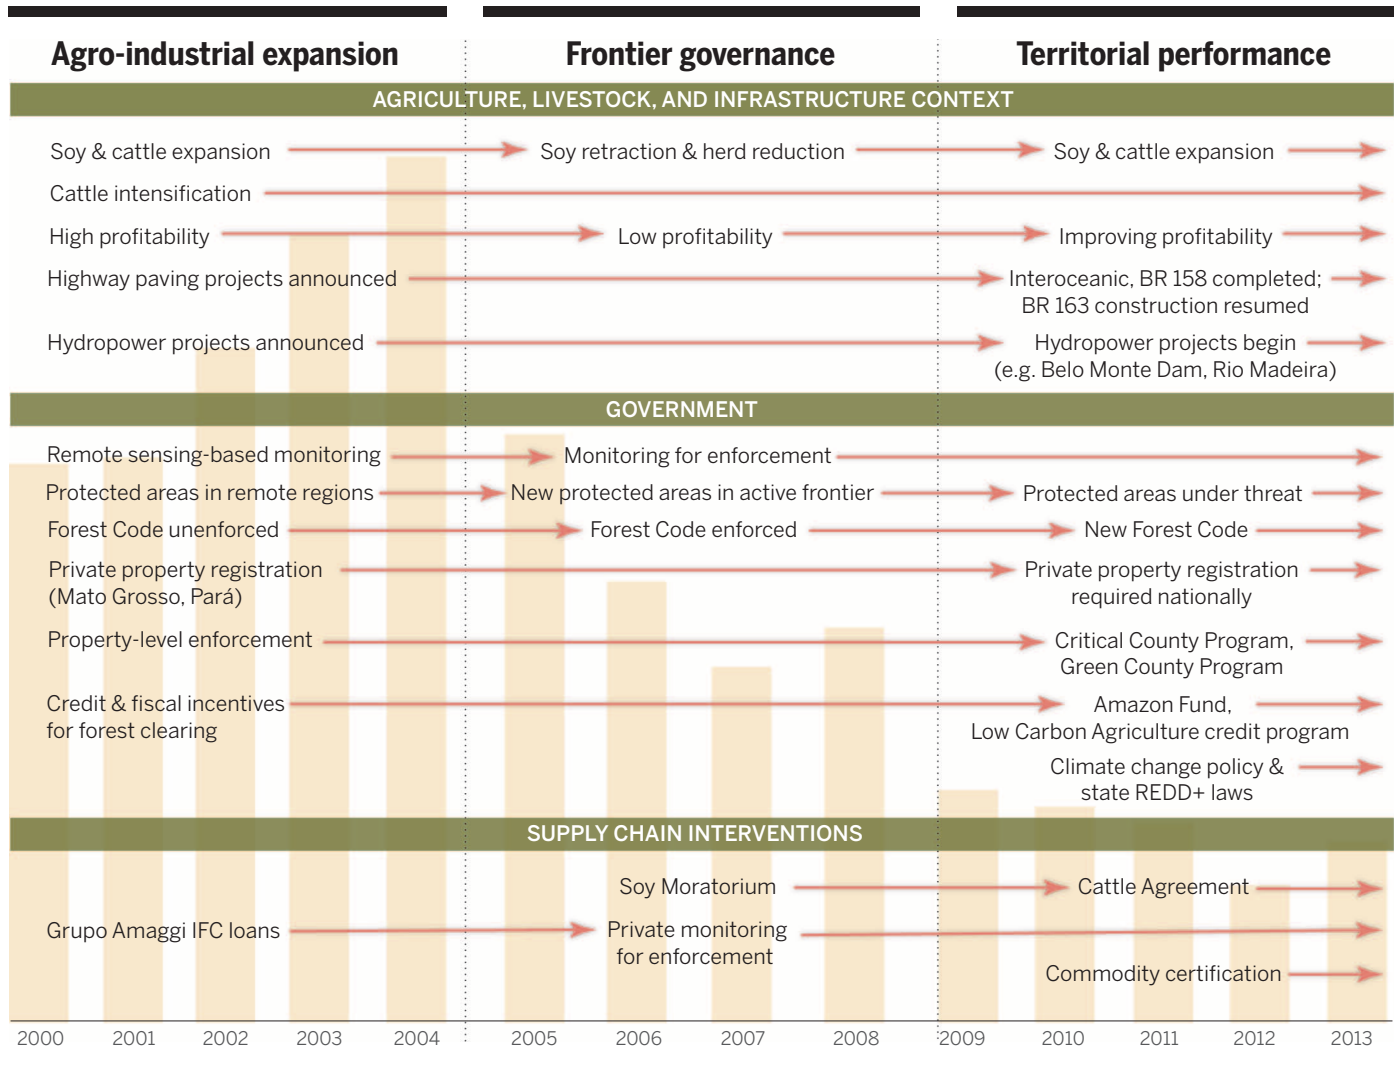 Agro-industrial expansion
Frontier governance
Territorial performance
AGRICULTURE, LIVESTOCK, AND INFRASTRUCTURE CONTEXT
Soy & cattle expansion
Soy retraction & herd reduction
Soy & cattle expansion
Cattle intensification
High profitability
Low profitability
Improving profitability
Highway paving projects announced
Interoceanic, BR 158 completed;
BR 163 construction resumed
Hydropower projects announced
Hydropower projects begin
(e.g. Belo Monte Dam, Rio Madeira)
GOVERNMENT
Remote sensing-based monitoring
Monitoring for enforcement
Protected areas in remote regions
New protected areas in active frontier
Protected areas under threat
Forest Code unenforced
Forest Code enforced
New Forest Code
Private property registration
(Mato Grosso, Pará)
Private property registration
required nationally
Property-level enforcement
Critical County Program,
Green County Program
Credit & fiscal incentives
for forest clearing
Amazon Fund,
Low Carbon Agriculture credit program
Climate change policy &
state REDD+ laws
SUPPLY CHAIN INTERVENTIONS
Soy Moratorium
Cattle Agreement
Grupo Amaggi IFC loans
Private monitoring
for enforcement
Commodity certification
2000 2001 2002 2003 2004 2005 2006 2007 2008 2009 2010 2011 2012 2013